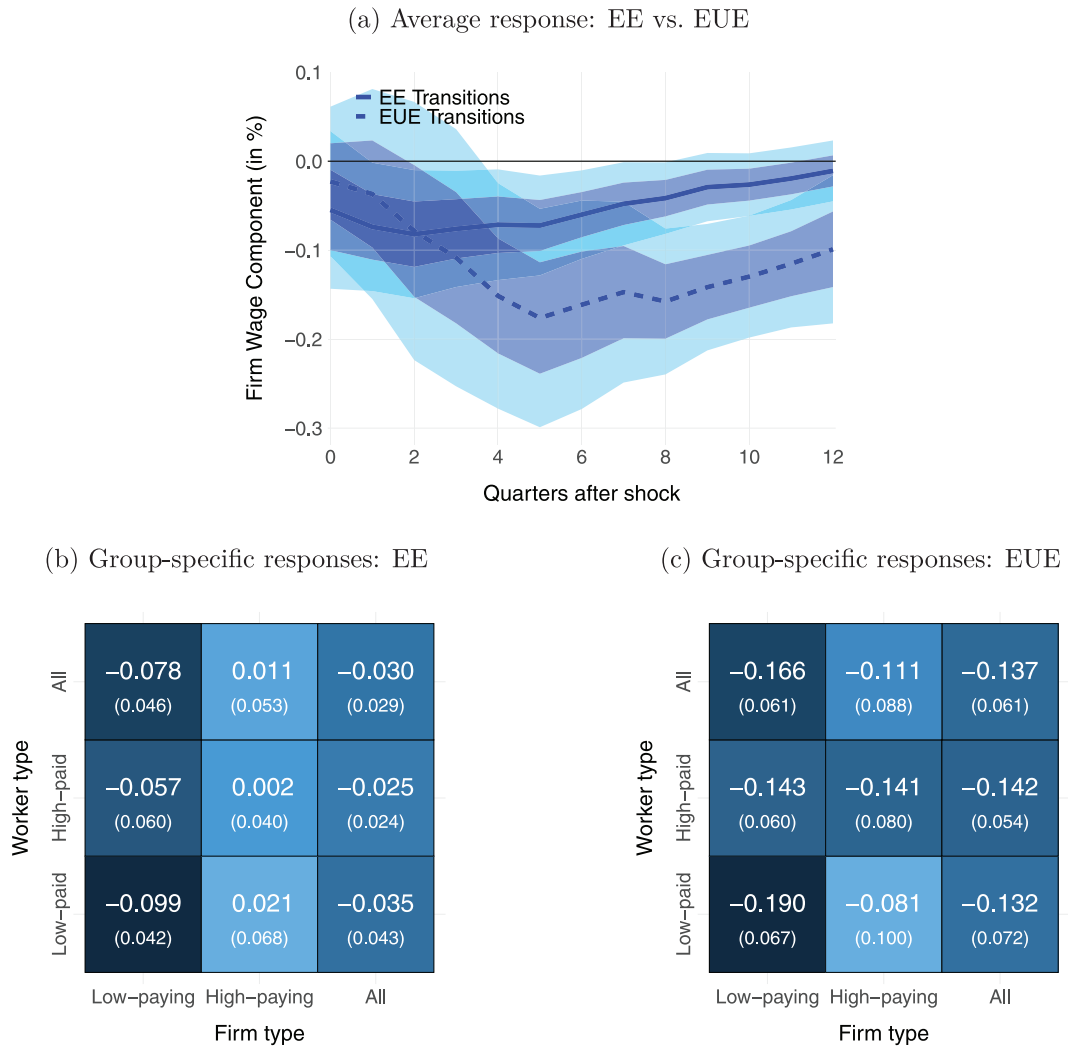 (a) Average response: EE vs. EUE
0.1
EE Transitions
EUE Transitions
0.0
−0.1
−0.2
−0.3
Firm Wage Component (in %)
0 2 4 6 8 10 12
Quarters after shock
(b) Group-specific responses: EE
Worker type
All
−0.078 0.011 −0.030
(0.046) (0.053) (0.029)
High−paid
−0.057 0.002 −0.025
(0.060) (0.040) (0.024)
Low−paid
−0.099 0.021 −0.035
(0.042) (0.068) (0.043)
Low−paying High−paying All
Firm type
(c) Group-specific responses: EUE
Worker type
All
−0.166 −0.111 −0.137
(0.061) (0.088) (0.061)
High−paid
−0.143 −0.141 −0.142
(0.060) (0.080) (0.054)
Low−paid
−0.190 −0.081 −0.132
(0.067) (0.100) (0.072)
Low−paying High−paying All
Firm type